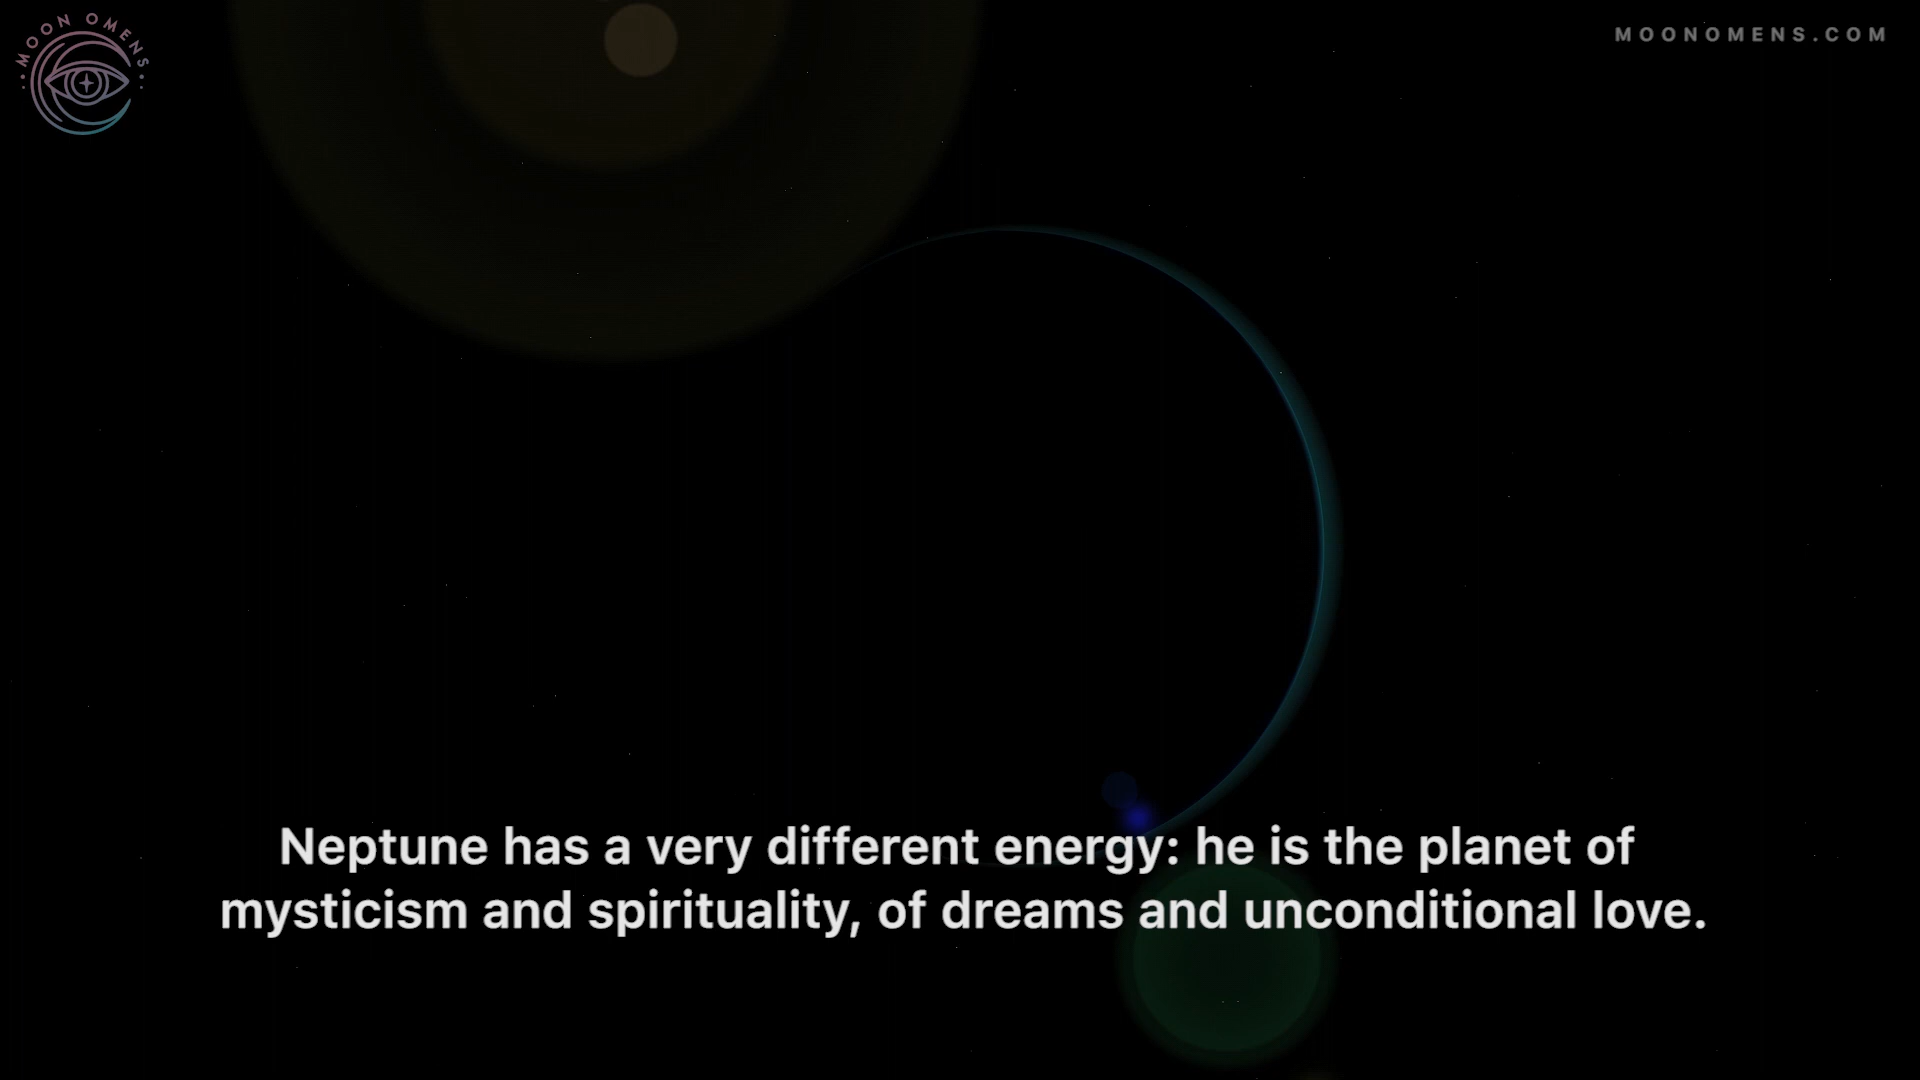 MOON OMENS
MOONOMENS.COM
Neptune has a very different energy: he is the planet of
mysticism and spirituality, of dreams and unconditional love.